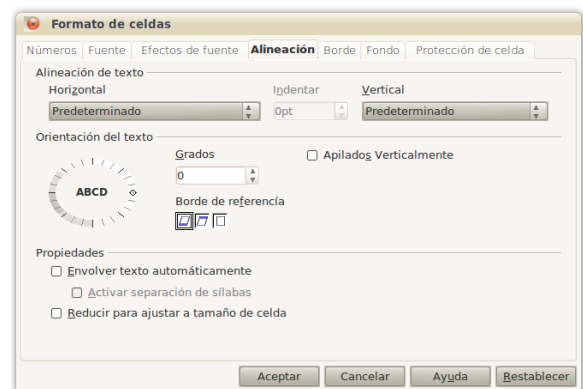 Formato de celdas
Números Fuente Efectos de fuente Alineación Borde Fondo Protección de celda
Alineación de texto
Horizontal Indentar Vertical
Predeterminado 0pt Predeterminado
Orientación del texto
Grados Apilados Verticalmente
0
ABCD
Borde de referencía
Propiedades
Envolver texto automáticamente
Activar separación de sílabas
Reducir para ajustar a tamaño de celda
Aceptar Cancelar Ayuda Restablecer